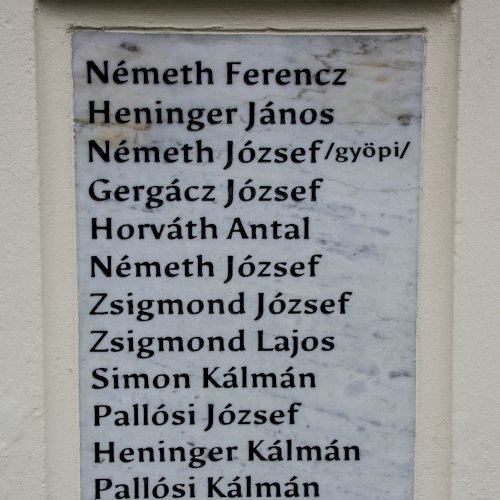 Németh Ferencz
Heninger János
Németh József /gyöpi/
Gergácz József
Horváth Antal
Németh József
Zsigmond József
Zsigmond Lajos
Simon Kálmán
Pallósi József
Heninger Kálmán
Pallósi Kálmán